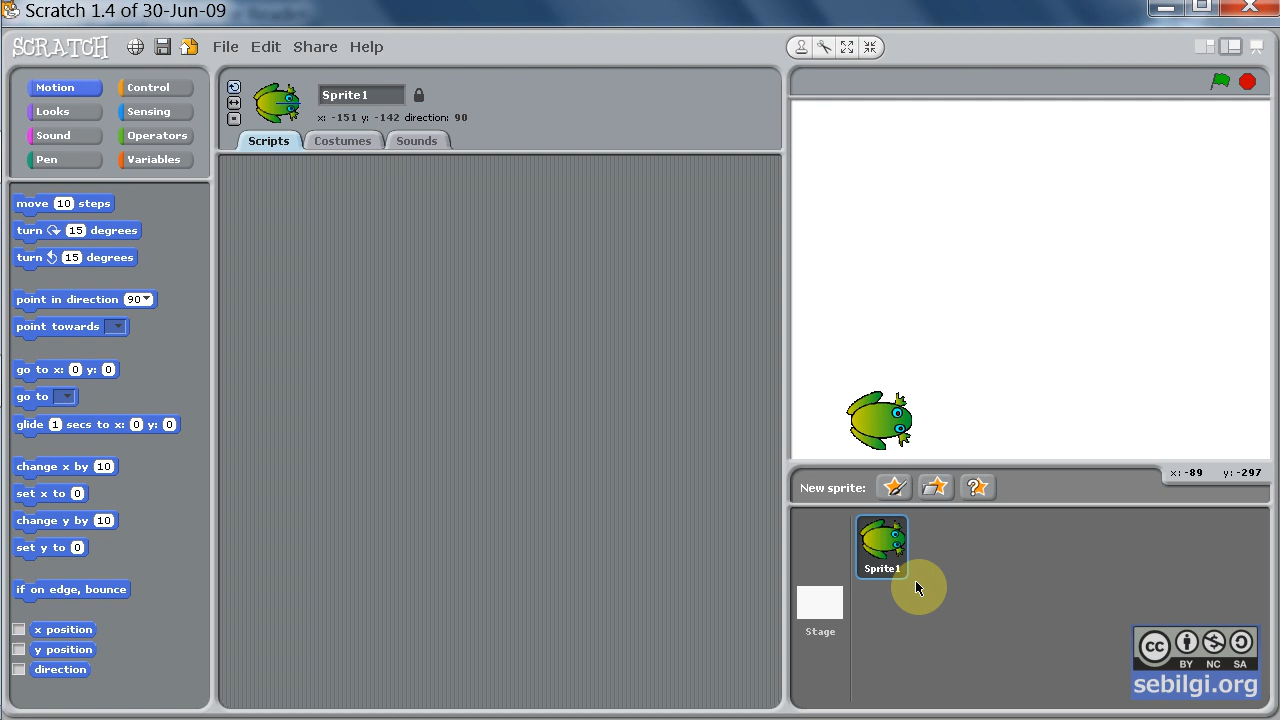 Scratch 1.4 of 30-Jun-09
SCRATCH
File Edit Share Help
Motion Control
Looks Sensing
Sound Operators
Pen Variables
Sprite1
x: -151 y: -142 direction: 90
Scripts Costumes Sounds
move 10 steps
turn 15 degrees
turn 15 degrees
point in direction 90
point towards
go to x: 0 y: 0
go to
glide 1 secs to x: 0 y: 0
change x by 10
set x to 0
change y by 10
set y to 0
if on edge, bounce
x position
y position
direction
x: -89 y: -297
New sprite:
Sprite1
Stage
cc BY NC SA
sebilgi.org